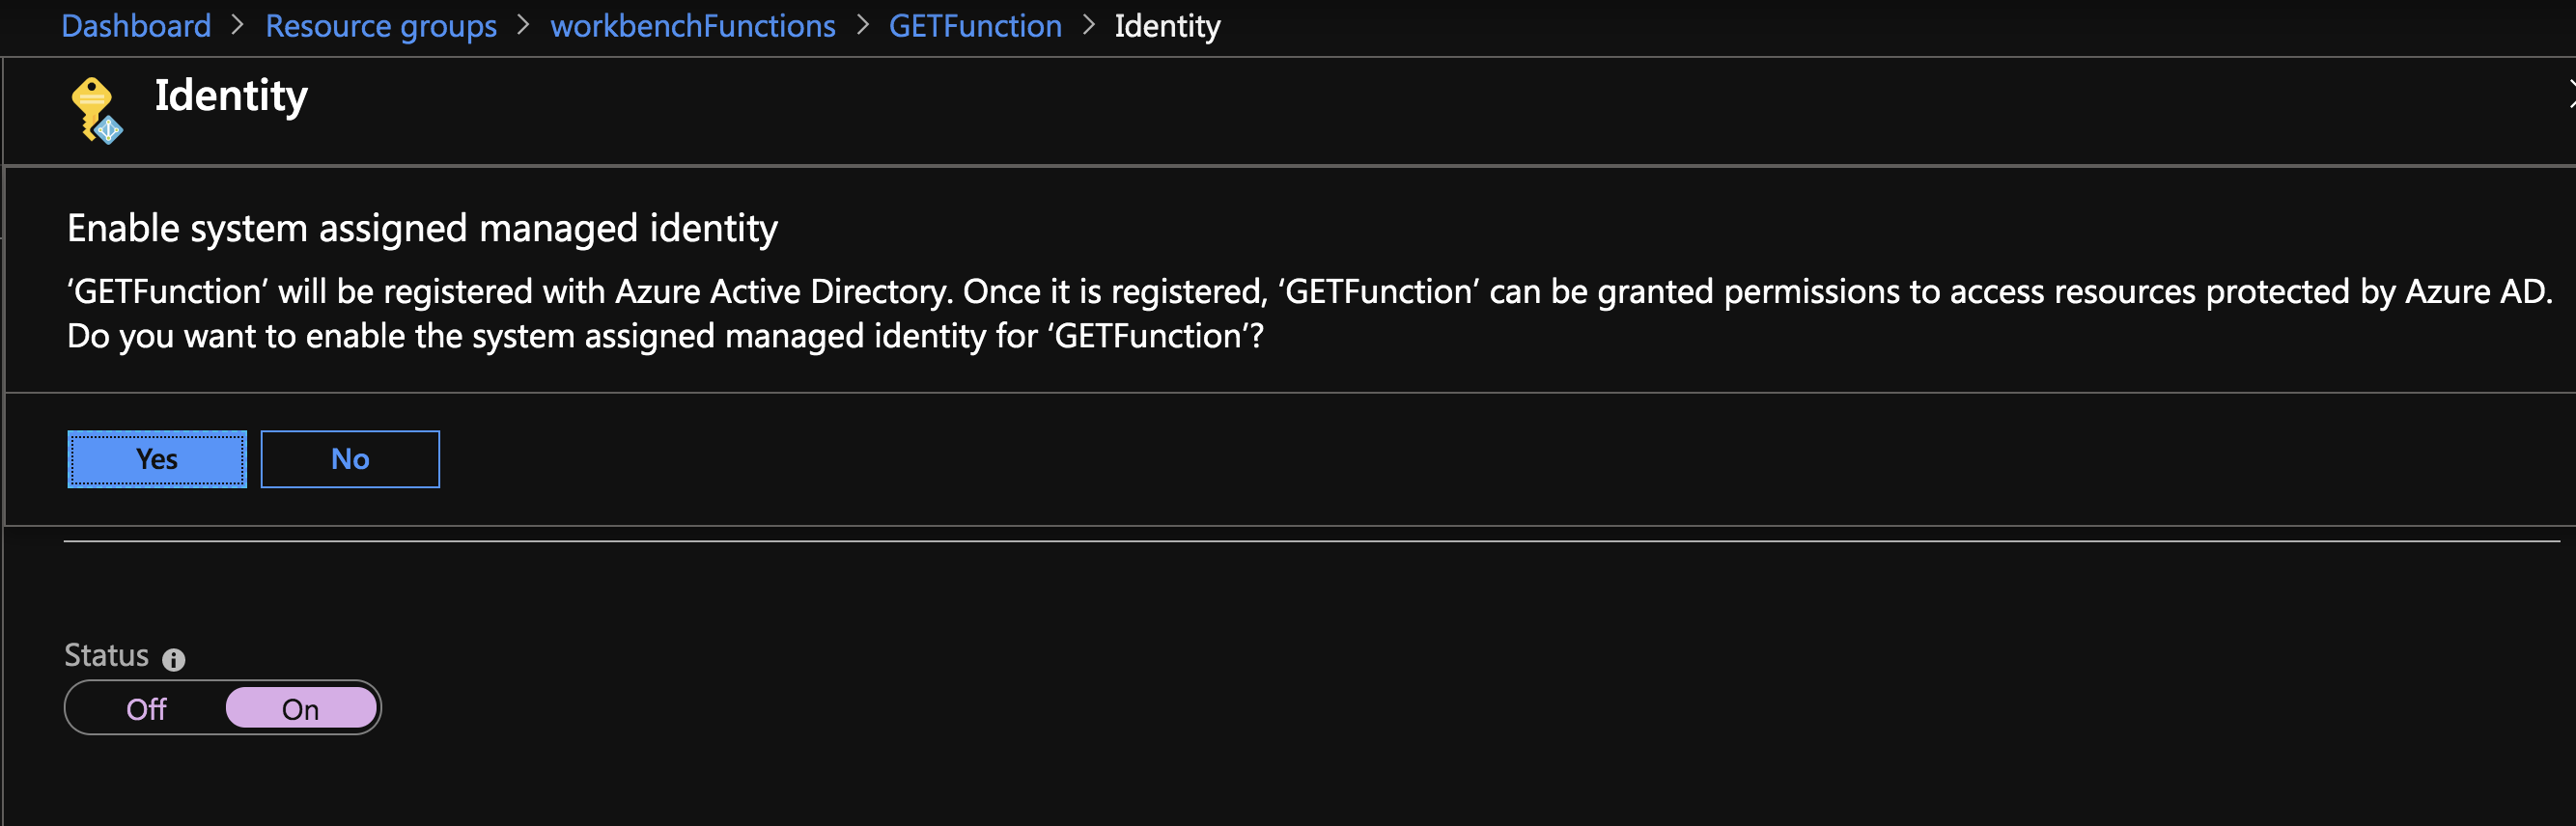 Dashboard > Resource groups > workbenchFunctions > GETFunction > Identity
Identity
Enable system assigned managed identity
‘GETFunction’ will be registered with Azure Active Directory. Once it is registered, ‘GETFunction’ can be granted permissions to access resources protected by Azure AD.
Do you want to enable the system assigned managed identity for ‘GETFunction’?
Yes No
Status
Off On